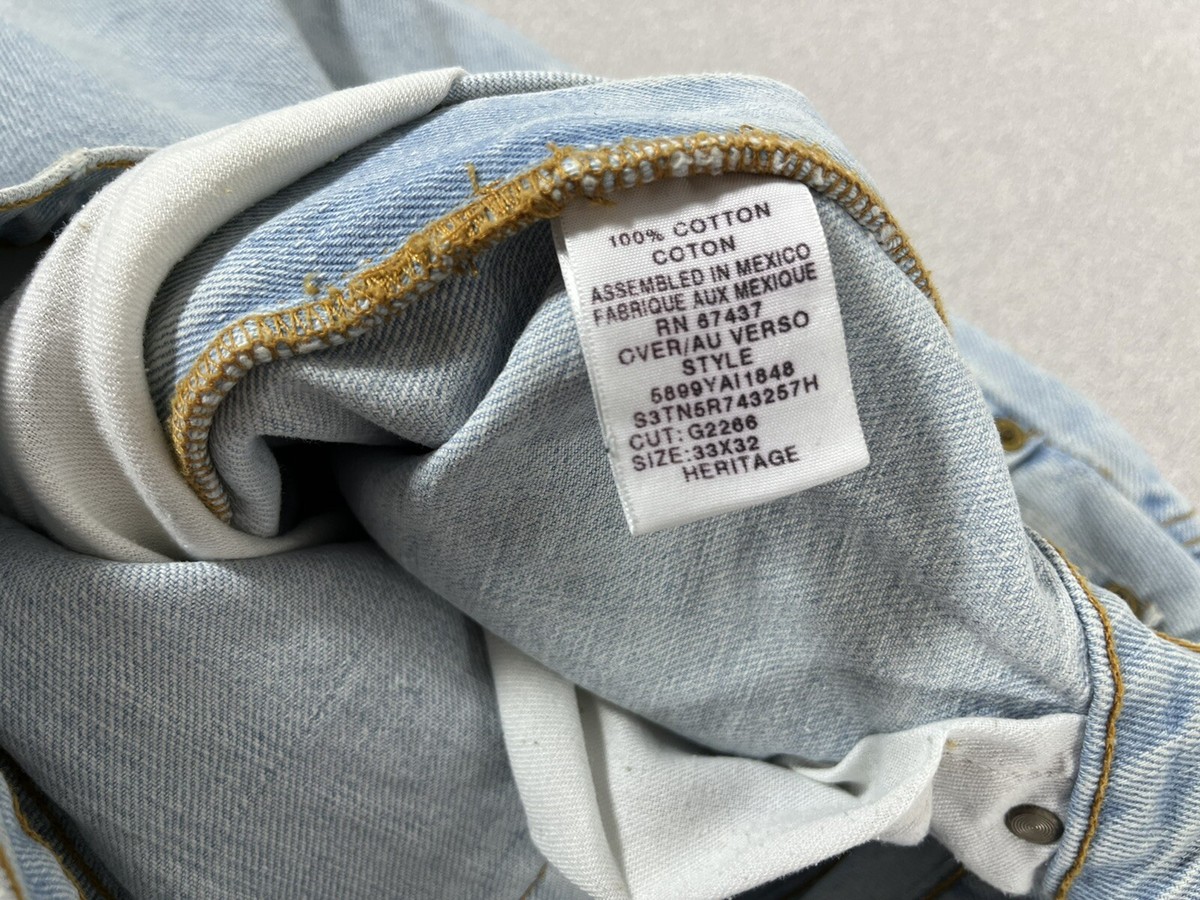 100% COTTON
COTON
ASSEMBLED IN MEXICO
FABRIQUE AUX MEXIQUE
RN 67437
OVER/AU VERSO
STYLE
5899YAI1848
S3TN5R743257H
CUT: G2266
SIZE: 33X32
HERITAGE